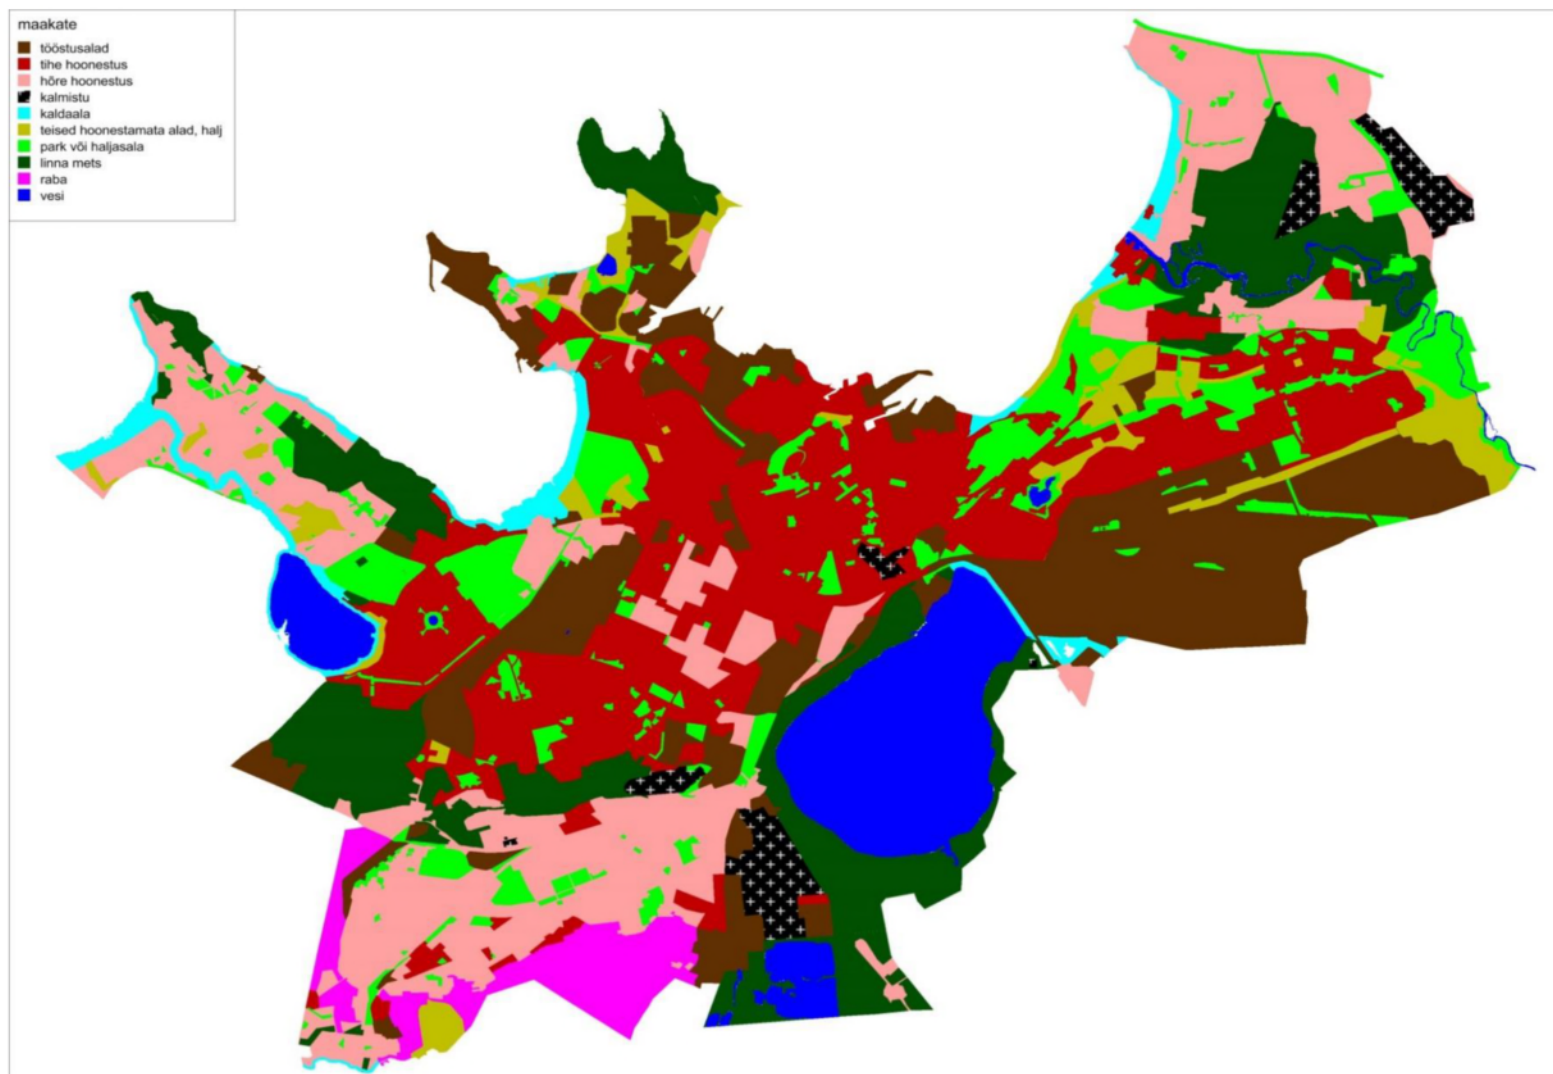 maakate
tööstusalad
tihe hoonestus
hõre hoonestus
kalmistu
kaldaala
teised hoonestamata alad, halj
park või haljasala
linna mets
raba
vesi